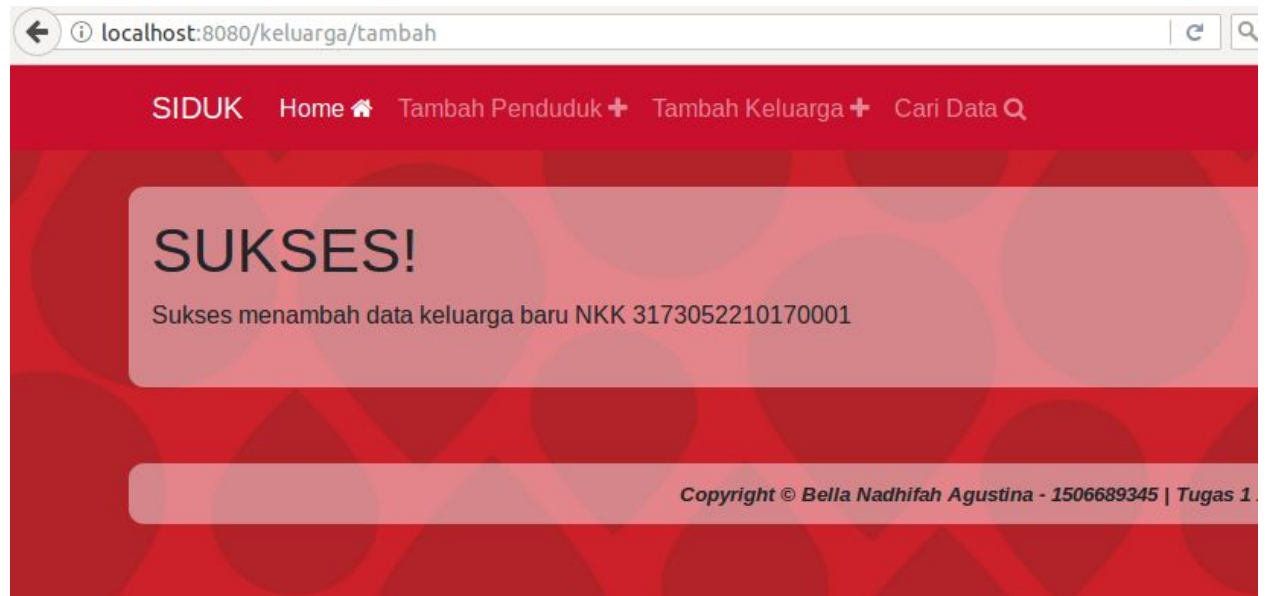 localhost:8080/keluarga/tambah
SIDUK Home Tambah Penduduk Tambah Keluarga Cari Data
SUKSES!
Sukses menambah data keluarga baru NKK 3173052210170001
Copyright © Bella Nadhifah Agustina - 1506689345 | Tugas 1